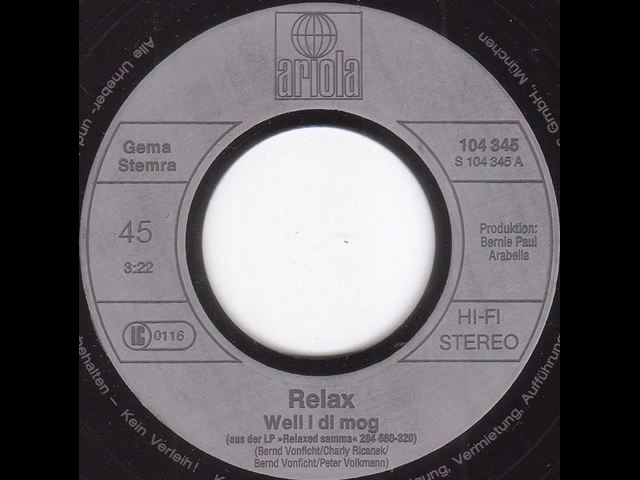 ariola
Gema
Stemra
104 345
S 104 345 A
45
3:22
Produktion:
Bernie Paul
Arabella
LC 0116
HI-FI
STEREO
Relax
Weil i di mog
(aus der LP »Relaxed samma« 204 660-320)
(Bernd Vonficht/Charly Ricanek/
Bernd Vonficht/Peter Volkmann)
Alle Urheber- und
GmbH, München
behalten – Kein Verleih!
gung, Vermietung, Aufführung